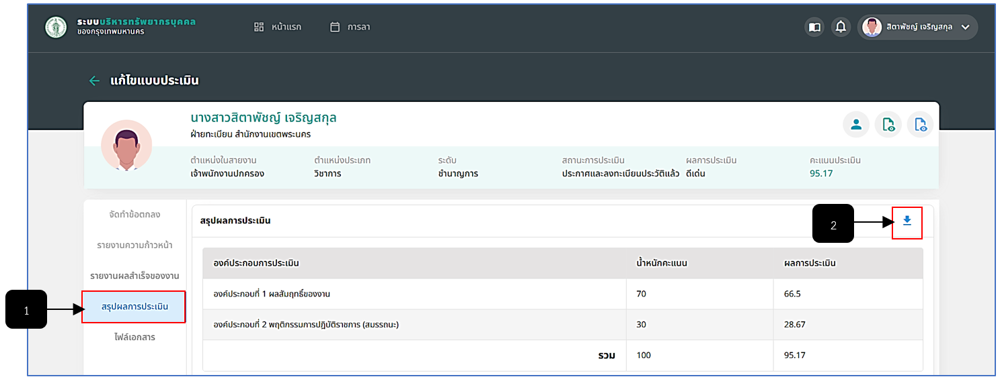 ระบบบริหารทรัพยากรบุคคล
ของกรุงเทพมหานคร
หน้าแรก
การลา
สิตาพัชญ์ เจริญสกุล
แก้ไขแบบประเมิน
นางสาวสิตาพัชญ์ เจริญสกุล
ฝ่ายทะเบียน สำนักงานเขตพระนคร
ตำแหน่งในสายงาน ตำแหน่งประเภท ระดับ สถานะการประเมิน ผลการประเมิน คะแนนประเมิน
เจ้าพนักงานปกครอง วิชาการ ชำนาญการ ประกาศและลงทะเบียนประวัติแล้ว ดีเด่น 95.17
จัดทำข้อตกลง
รายงานความก้าวหน้า
รายงานผลสำเร็จของงาน
1
สรุปผลการประเมิน
ไฟล์เอกสาร
สรุปผลการประเมิน
2
องค์ประกอบการประเมิน น้ำหนักคะแนน ผลการประเมิน
องค์ประกอบที่ 1 ผลสัมฤทธิ์ของงาน 70 66.5
องค์ประกอบที่ 2 พฤติกรรมการปฏิบัติราชการ (สมรรถนะ) 30 28.67
รวม 100 95.17